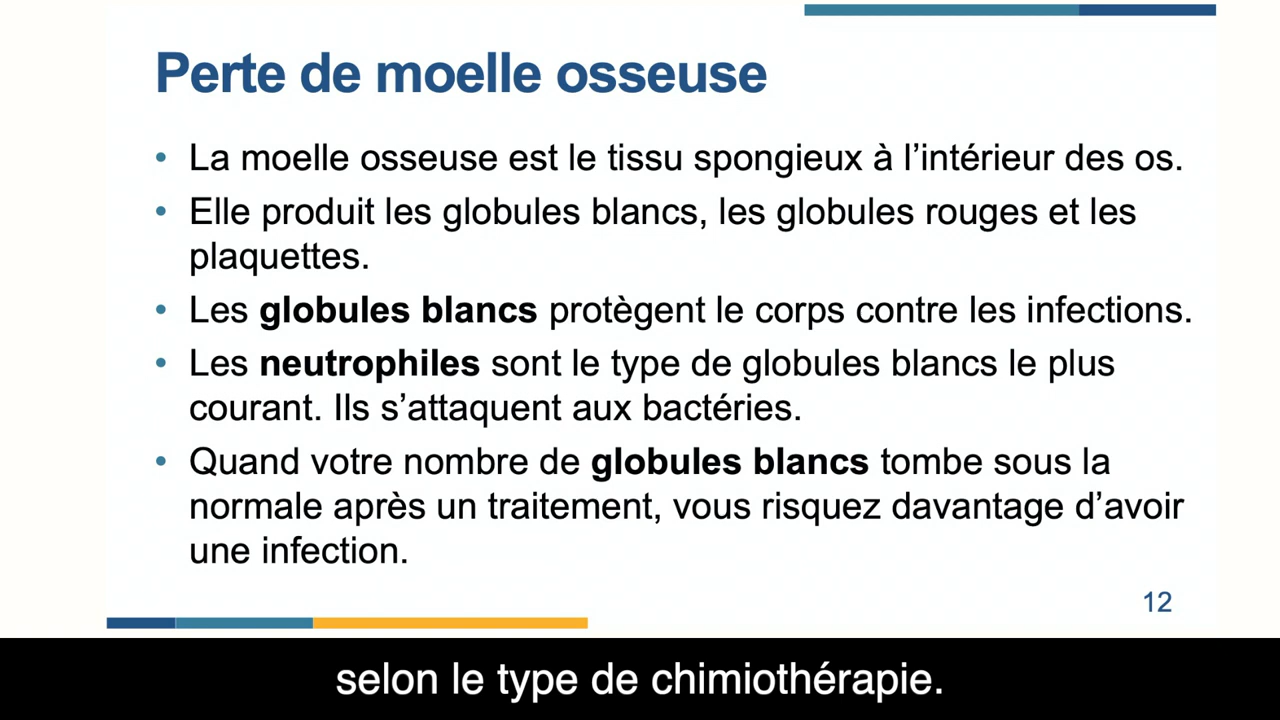 Perte de moelle osseuse
• La moelle osseuse est le tissu spongieux à l’intérieur des os.
• Elle produit les globules blancs, les globules rouges et les
plaquettes.
• Les globules blancs protègent le corps contre les infections.
• Les neutrophiles sont le type de globules blancs le plus
courant. Ils s’attaquent aux bactéries.
• Quand votre nombre de globules blancs tombe sous la
normale après un traitement, vous risquez davantage d’avoir
une infection.
12
selon le type de chimiothérapie.